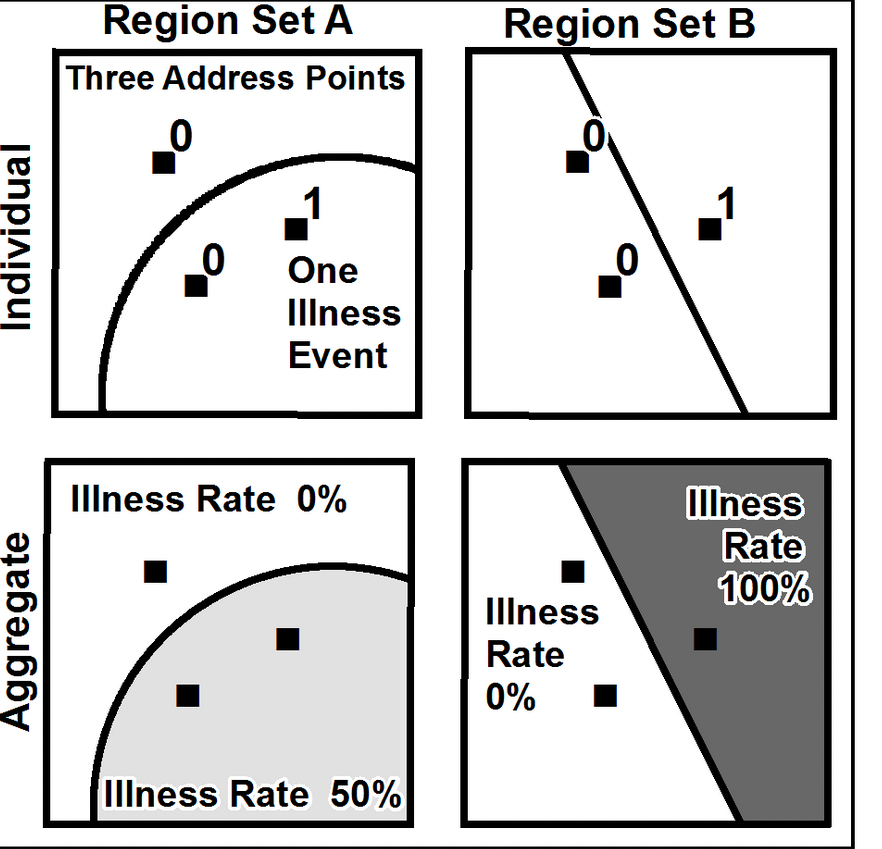 Region Set A
Region Set B
Individual
Three Address Points
0
1
0
One
Illness
Event
0
1
0
Aggregate
Illness Rate 0%
Illness Rate 50%
Illness
Rate
100%
Illness
Rate
0%